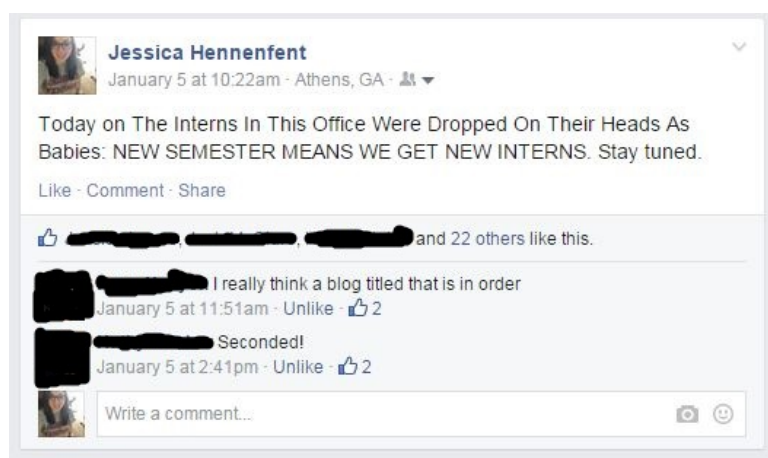 Jessica Hennenfent
January 5 at 10:22am · Athens, GA ·
Today on The Interns In This Office Were Dropped On Their Heads As
Babies: NEW SEMESTER MEANS WE GET NEW INTERNS. Stay tuned.
Like · Comment · Share
, , and 22 others like this.
I really think a blog titled that is in order
January 5 at 11:51am · Unlike · 2
Seconded!
January 5 at 2:41pm · Unlike · 2
Write a comment...